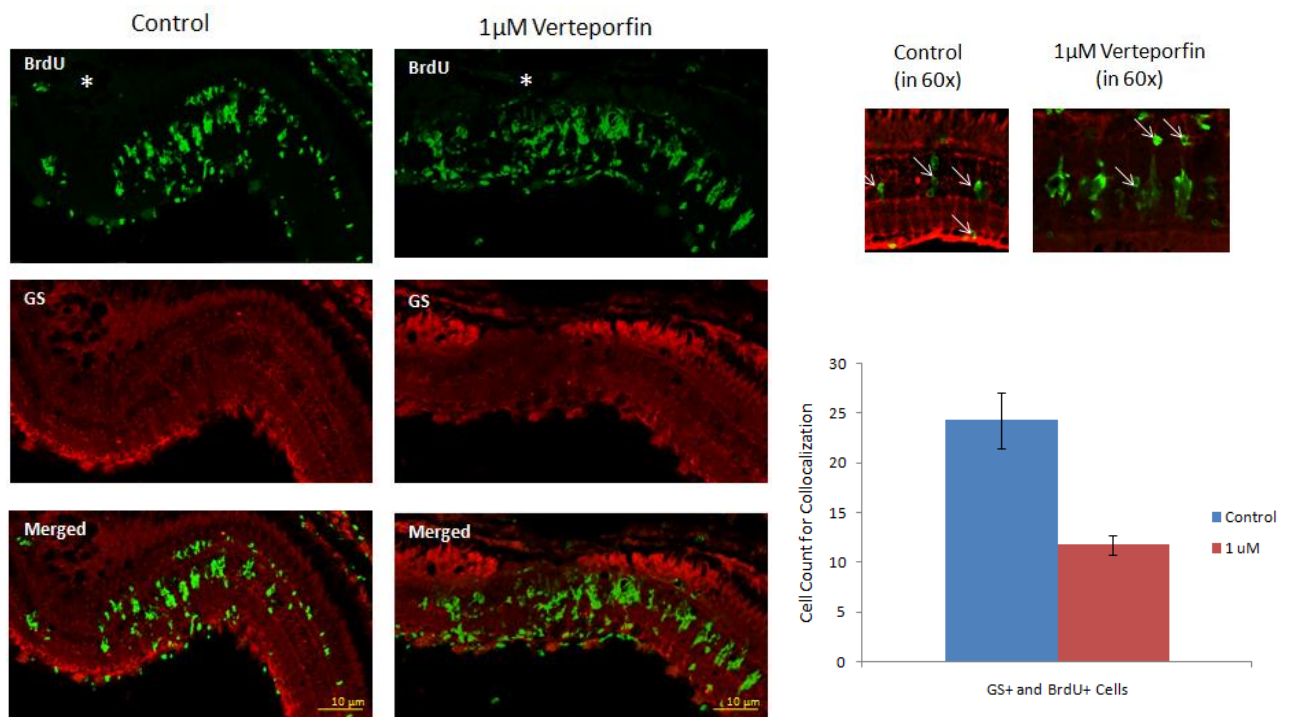 Control
1µM Verteporfin
BrdU
*
BrdU
*
GS
GS
Merged
10 µm
Merged
10 µm
Control
(in 60x)
1µM Verteporfin
(in 60x)
30
25
20
15
10
5
0
Cell Count for Collocalization
GS+ and BrdU+ Cells
Control
1 uM